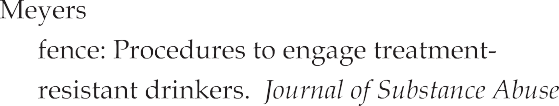 Meyers
fence: Procedures to engage treatment-
resistant drinkers. Journal of Substance Abuse